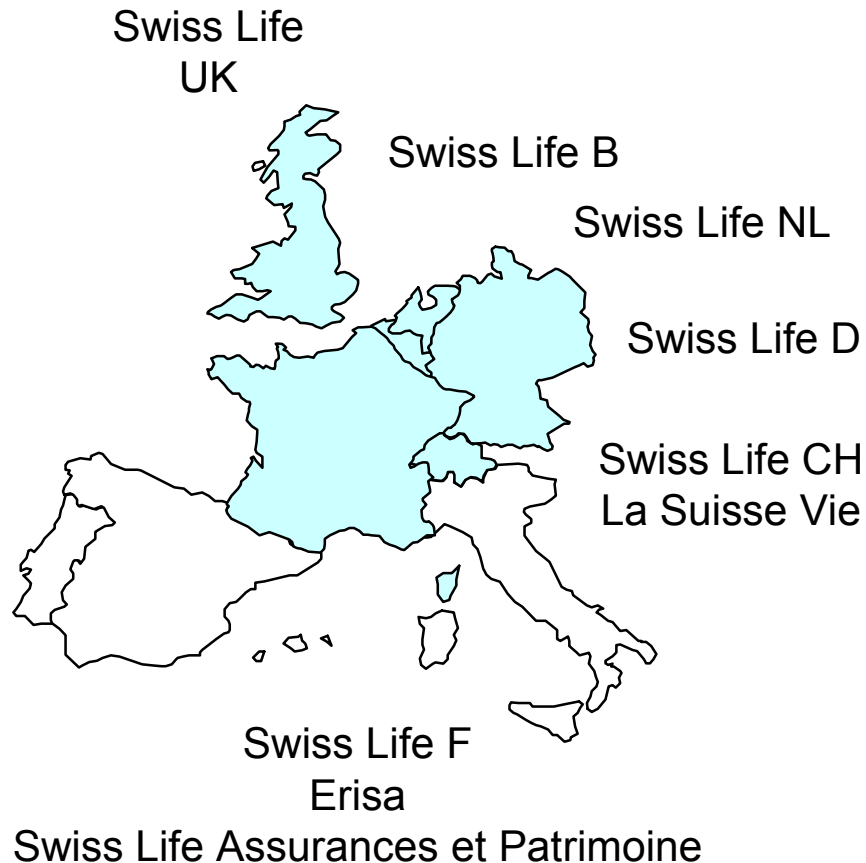 Swiss Life
UK
Swiss Life B
Swiss Life NL
Swiss Life D
Swiss Life CH
La Suisse Vie
Swiss Life F
Erisa
Swiss Life Assurances et Patrimoine